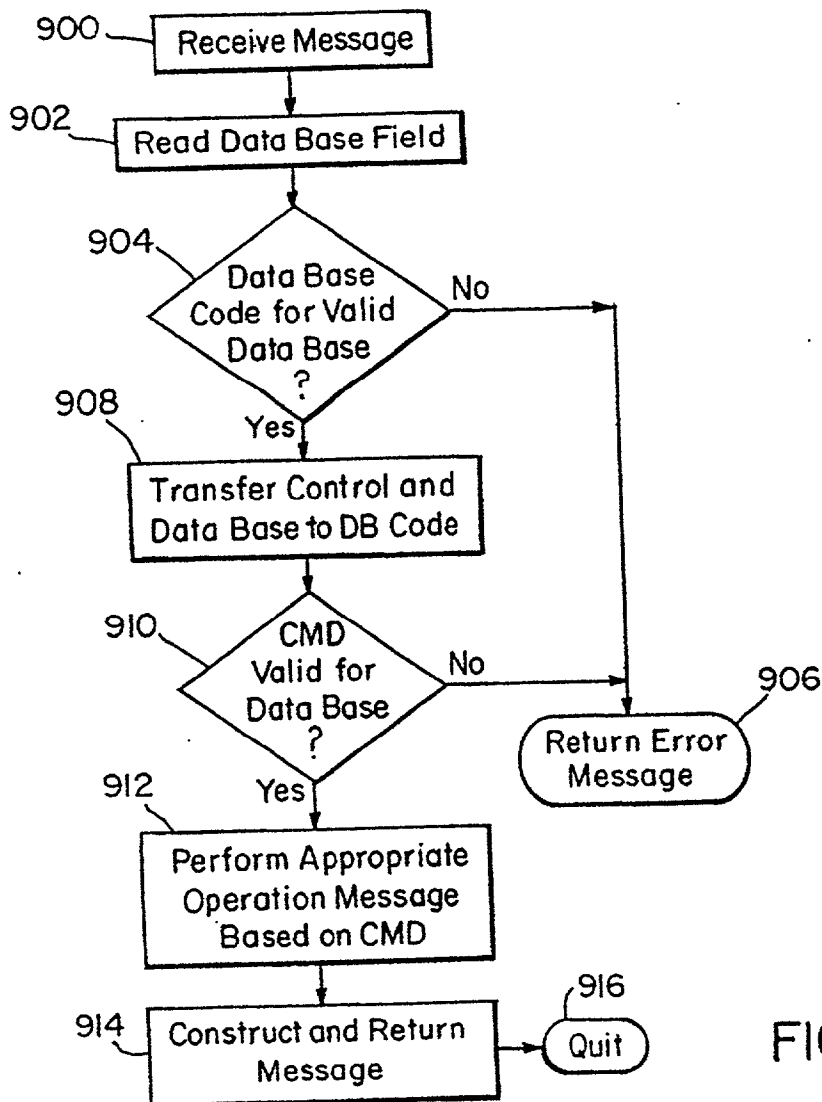 900
Receive Message
902
Read Data Base Field
904
Data Base
Code for Valid
Data Base
?
No
Yes
908
Transfer Control and
Data Base to DB Code
910
CMD
Valid for
Data Base
?
No
Yes
906
Return Error
Message
912
Perform Appropriate
Operation Message
Based on CMD
914
Construct and Return
Message
916
Quit